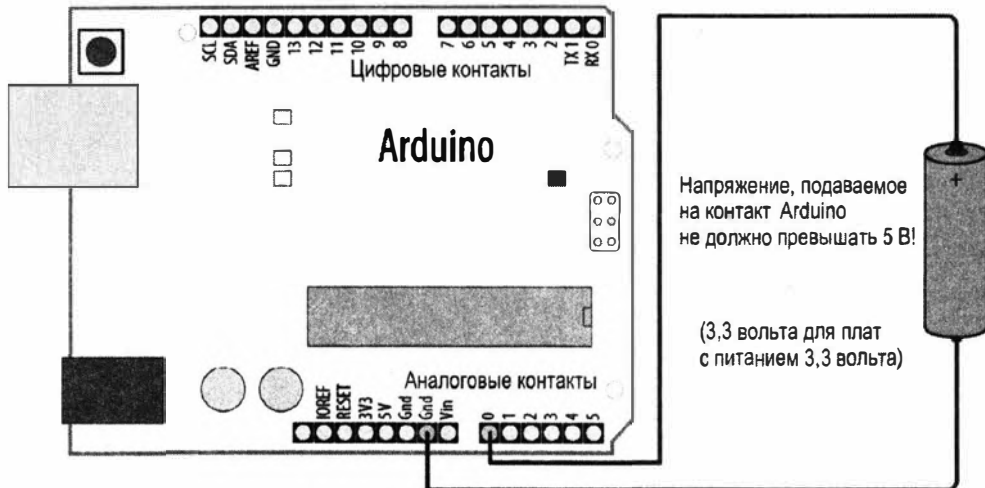 SCL SDA AREF GND 13 12 11 10 9 8 7 6 5 4 3 2 TX 1 RX 0
Цифровые контакты
Arduino
+
Напряжение, подаваемое
на контакт Arduino
не должно превышать 5 В!
(3,3 вольта для плат
с питанием 3,3 вольта)
Аналоговые контакты
IOREF RESET 3V3 5V Gnd Gnd Vin 0 1 2 3 4 5